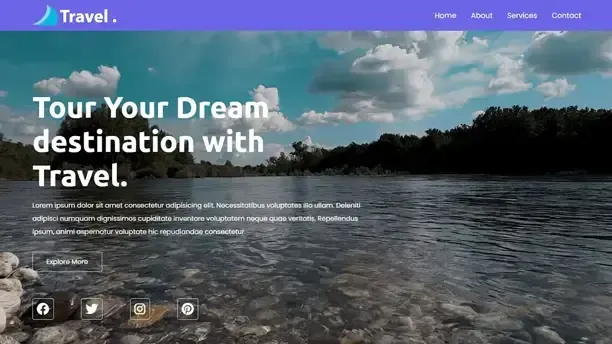 Travel .
Home About Services Contact
Tour Your Dream
destination with
Travel.
Lorem ipsum dolor sit amet consectetur adipisicing elit. Necessitatibus voluptates illo ullam. Deleniti
adipisci numquam dignissimos cupiditate inventore voluptatem neque quae veritatis. Repellendus
ipsum, animi aspernatur voluptate hic repudiandae consectetur
Explore More